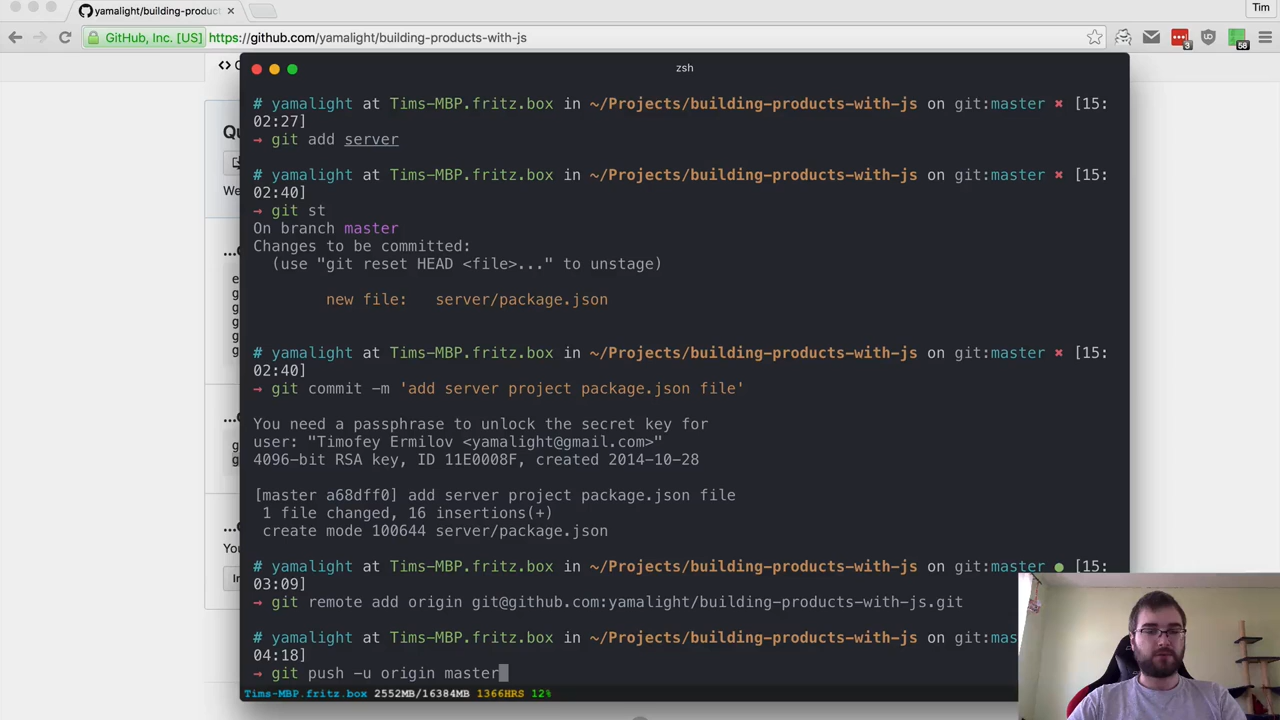 yamalight/building-produc
Tim
GitHub, Inc. [US]
https://github.com/yamalight/building-products-with-js
3
58
zsh
# yamalight at Tims-MBP.fritz.box in ~/Projects/building-products-with-js on git:master ✖ [15:
02:27]
→ git add server
# yamalight at Tims-MBP.fritz.box in ~/Projects/building-products-with-js on git:master ✖ [15:
02:40]
→ git st
On branch master
Changes to be committed:
(use "git reset HEAD <file>..." to unstage)
new file: server/package.json
# yamalight at Tims-MBP.fritz.box in ~/Projects/building-products-with-js on git:master ✖ [15:
02:40]
→ git commit -m 'add server project package.json file'
You need a passphrase to unlock the secret key for
user: "Timofey Ermilov <yamalight@gmail.com>"
4096-bit RSA key, ID 11E0008F, created 2014-10-28
[master a68dff0] add server project package.json file
1 file changed, 16 insertions(+)
create mode 100644 server/package.json
# yamalight at Tims-MBP.fritz.box in ~/Projects/building-products-with-js on git:master ● [15:
03:09]
→ git remote add origin git@github.com:yamalight/building-products-with-js.git
# yamalight at Tims-MBP.fritz.box in ~/Projects/building-products-with-js on git:mas
04:18]
→ git push -u origin master
Tims-MBP.fritz.box 2552MB/16384MB 1366HRS 12%